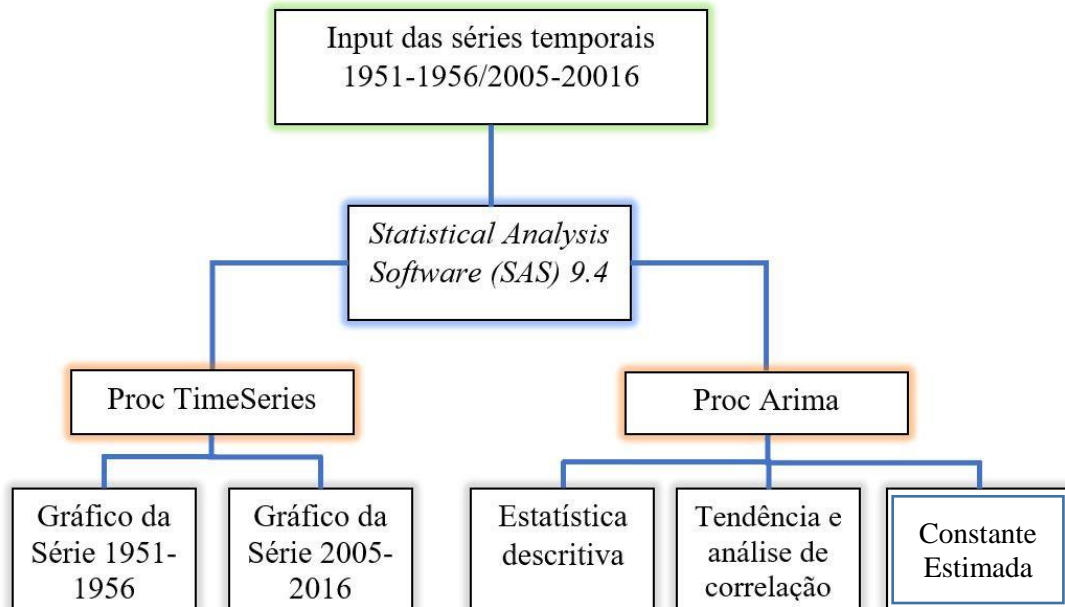 Input das séries temporais
1951-1956/2005-20016
Statistical Analysis
Software (SAS) 9.4
Proc TimeSeries
Proc Arima
Gráfico da
Série 1951-
1956
Gráfico da
Série 2005-
2016
Estatística
descritiva
Tendência e
análise de
correlação
Constante
Estimada